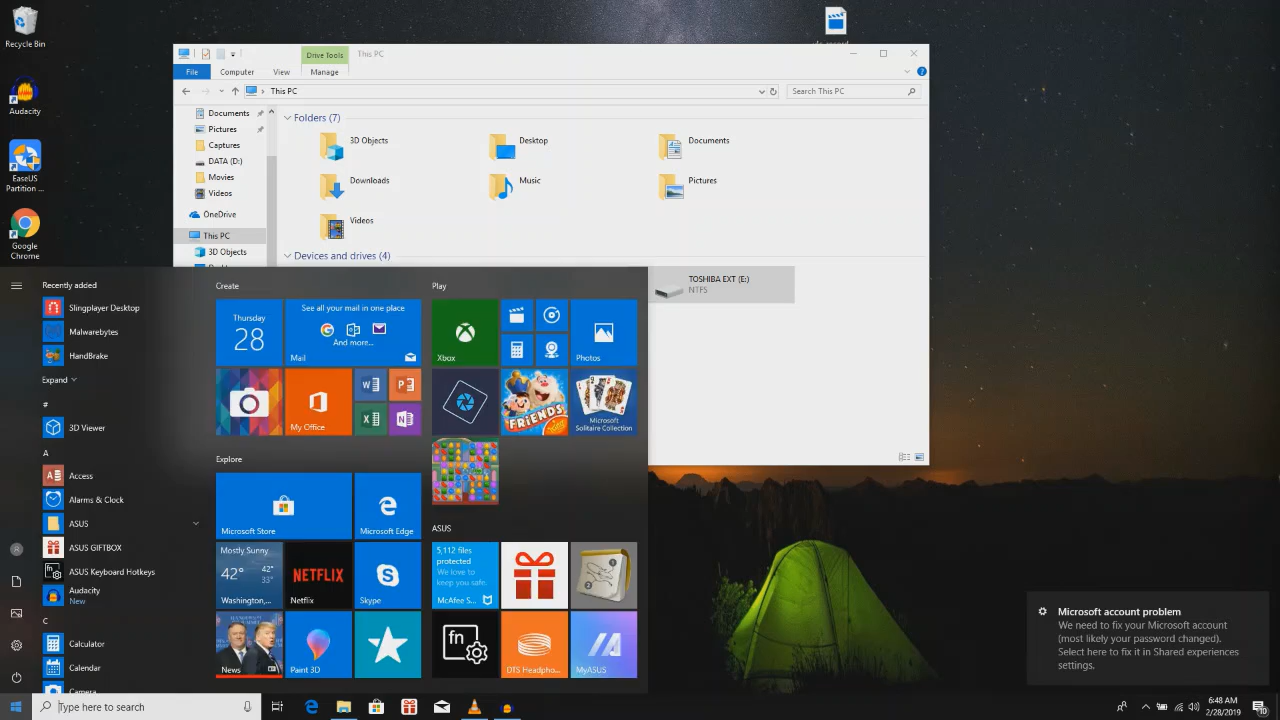 Recycle Bin
Audacity
EaseUS
Partition ...
Google
Chrome
Drive Tools
This PC
File
Computer
View
Manage
This PC
Search This PC
Documents
Pictures
Captures
DATA (D:)
Movies
Videos
OneDrive
This PC
3D Objects
Folders (7)
3D Objects
Desktop
Documents
Downloads
Music
Pictures
Videos
Devices and drives (4)
TOSHIBA EXT (E:)
NTFS
Recently added
Slingplayer Desktop
Malwarebytes
HandBrake
Expand
#
3D Viewer
A
Access
Alarms & Clock
ASUS
ASUS GIFTBOX
ASUS Keyboard Hotkeys
Audacity
New
C
Calculator
Calendar
Camera
Create
Thursday
28
See all your mail in one place
And more...
Mail
My Office
Explore
Microsoft Store
Microsoft Edge
Mostly Sunny
42°
42°
33°
Washington,...
NETFLIX
Netflix
Skype
News
Paint 3D
Play
Xbox
Photos
FRIENDS
Microsoft
Solitaire Collection
ASUS
5,112 files
protected
We love to
keep you safe.
McAfee S...
fn
DTS Headpho...
MyASUS
Microsoft account problem
We need to fix your Microsoft account
(most likely your password changed).
Select here to fix it in Shared experiences
settings.
Type here to search
6:48 AM
2/28/2019